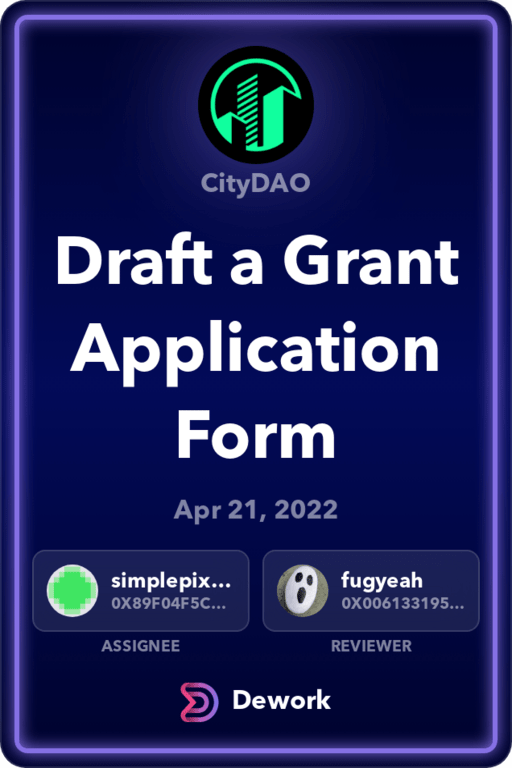 CityDAO
Draft a Grant
Application
Form
Apr 21, 2022
simplepix...
0X89F04F5C...
ASSIGNEE
fugyeah
0X006133195...
REVIEWER
Dework